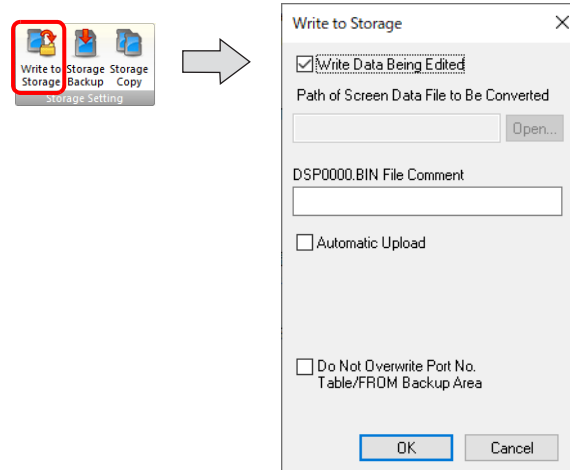 Write to Storage Storage
Storage Backup Copy
Storage Setting
Write to Storage
Write Data Being Edited
Path of Screen Data File to Be Converted
Open...
DSP0000.BIN File Comment
Automatic Upload
Do Not Overwrite Port No.
Table/FROM Backup Area
OK Cancel